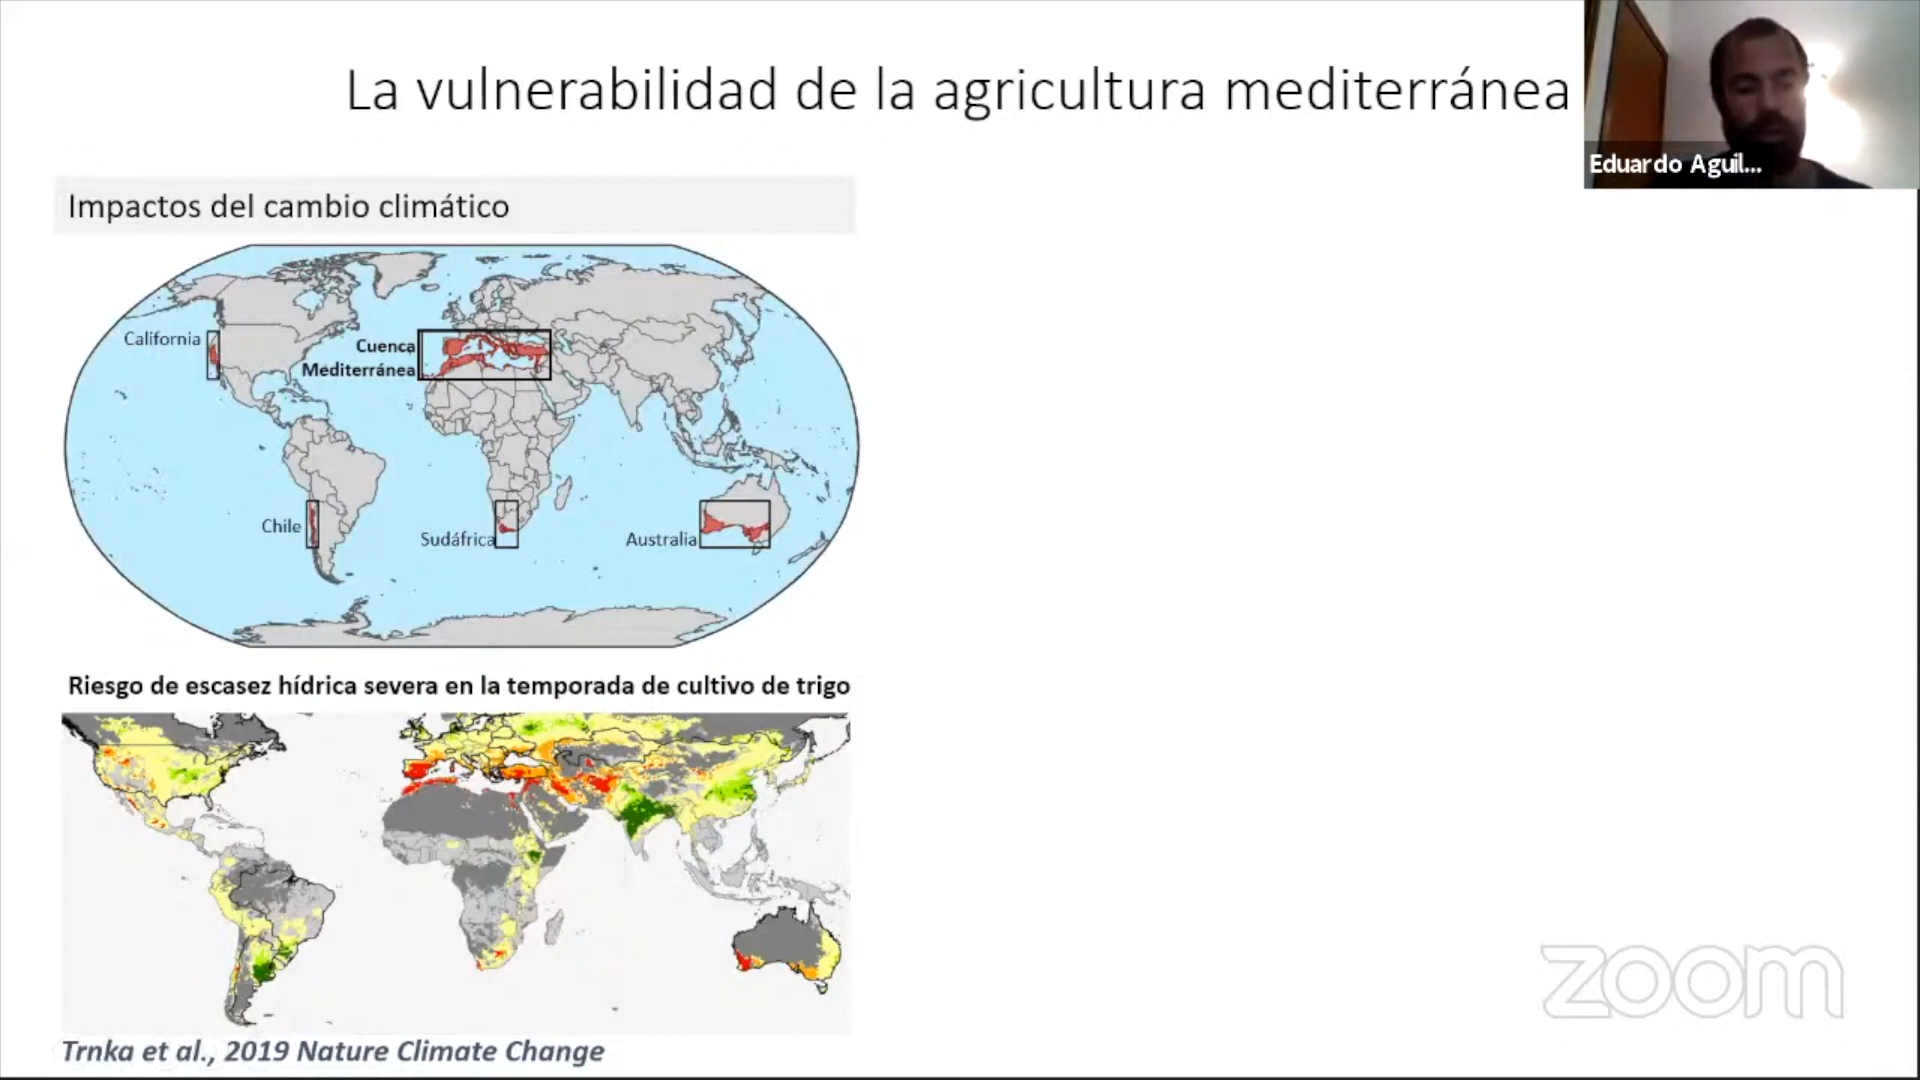 La vulnerabilidad de la agricultura mediterránea
Eduardo Aguil...
Impactos del cambio climático
California
Cuenca
Mediterránea
Chile
Sudáfrica
Australia
Riesgo de escasez hídrica severa en la temporada de cultivo de trigo
Trnka et al., 2019 Nature Climate Change
zoom